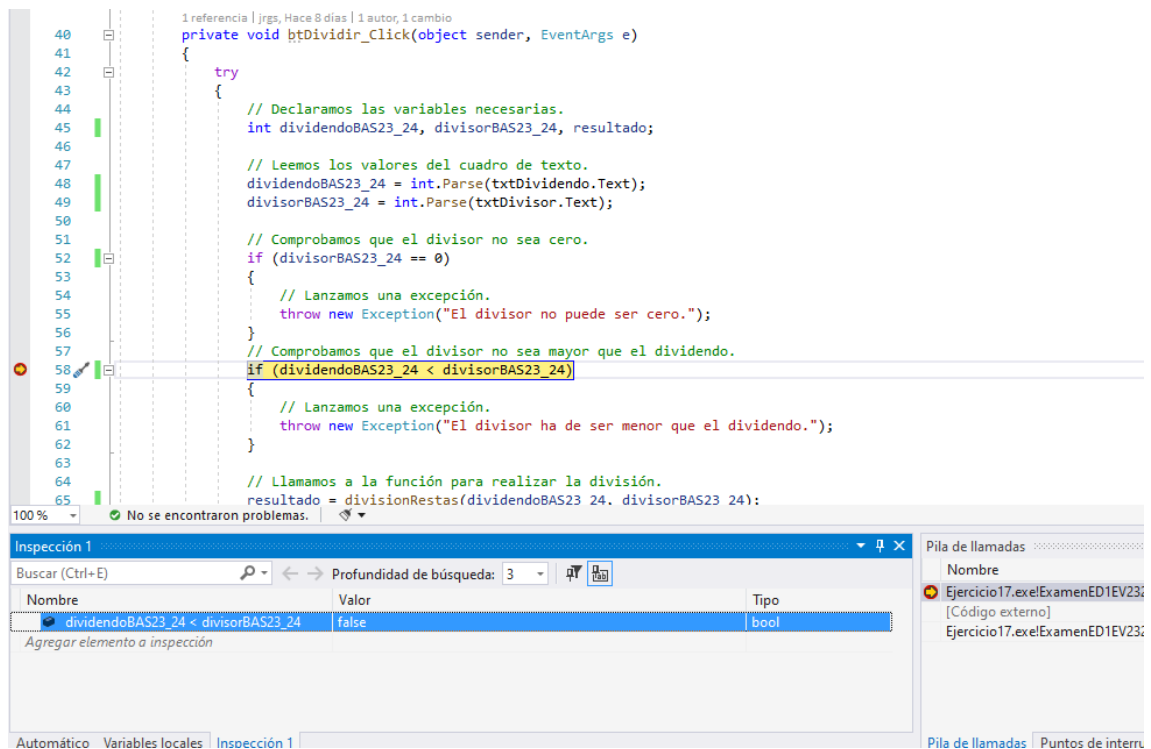 1 referencia | jrgs, Hace 8 días | 1 autor, 1 cambio
40 private void btDividir_Click(object sender, EventArgs e)
41 {
42 try
43 {
44 // Declaramos las variables necesarias.
45 int dividendoBAS23_24, divisorBAS23_24, resultado;
46
47 // Leemos los valores del cuadro de texto.
48 dividendoBAS23_24 = int.Parse(txtDividendo.Text);
49 divisorBAS23_24 = int.Parse(txtDivisor.Text);
50
51 // Comprobamos que el divisor no sea cero.
52 if (divisorBAS23_24 == 0)
53 {
54 // Lanzamos una excepción.
55 throw new Exception("El divisor no puede ser cero.");
56 }
57 // Comprobamos que el divisor no sea mayor que el dividendo.
58 if (dividendoBAS23_24 < divisorBAS23_24)
59 {
60 // Lanzamos una excepción.
61 throw new Exception("El divisor ha de ser menor que el dividendo.");
62 }
63
64 // Llamamos a la función para realizar la división.
65 resultado = divisionRestas(dividendoBAS23_24, divisorBAS23_24);
100 % No se encontraron problemas.
Inspección 1
Buscar (Ctrl+E) Profundidad de búsqueda: 3
Nombre Valor Tipo
dividendoBAS23_24 < divisorBAS23_24 false bool
Agregar elemento a inspección
Automático Variables locales Inspección 1
Pila de llamadas
Nombre
Ejercicio17.exe!ExamenED1EV232
[Código externo]
Ejercicio17.exe!ExamenED1EV232
Pila de llamadas Puntos de interru